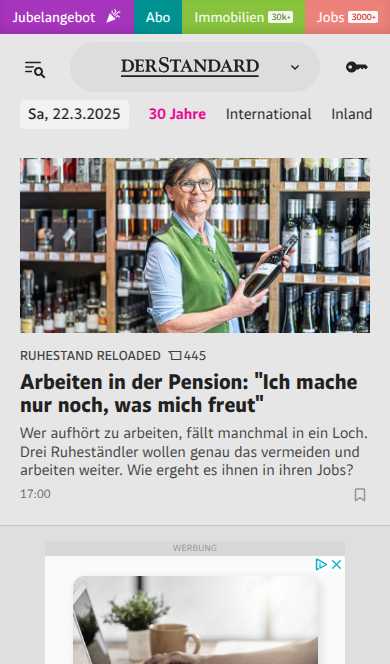 Jubelangebot Abo Immobilien 30k+ Jobs 3000+
DERSTANDARD
Sa, 22.3.2025 30 Jahre International Inland
RUHESTAND RELOADED 445
Arbeiten in der Pension: "Ich mache
nur noch, was mich freut"
Wer aufhört zu arbeiten, fällt manchmal in ein Loch.
Drei Ruheständler wollen genau das vermeiden und
arbeiten weiter. Wie ergeht es ihnen in ihren Jobs?
17:00
WERBUNG